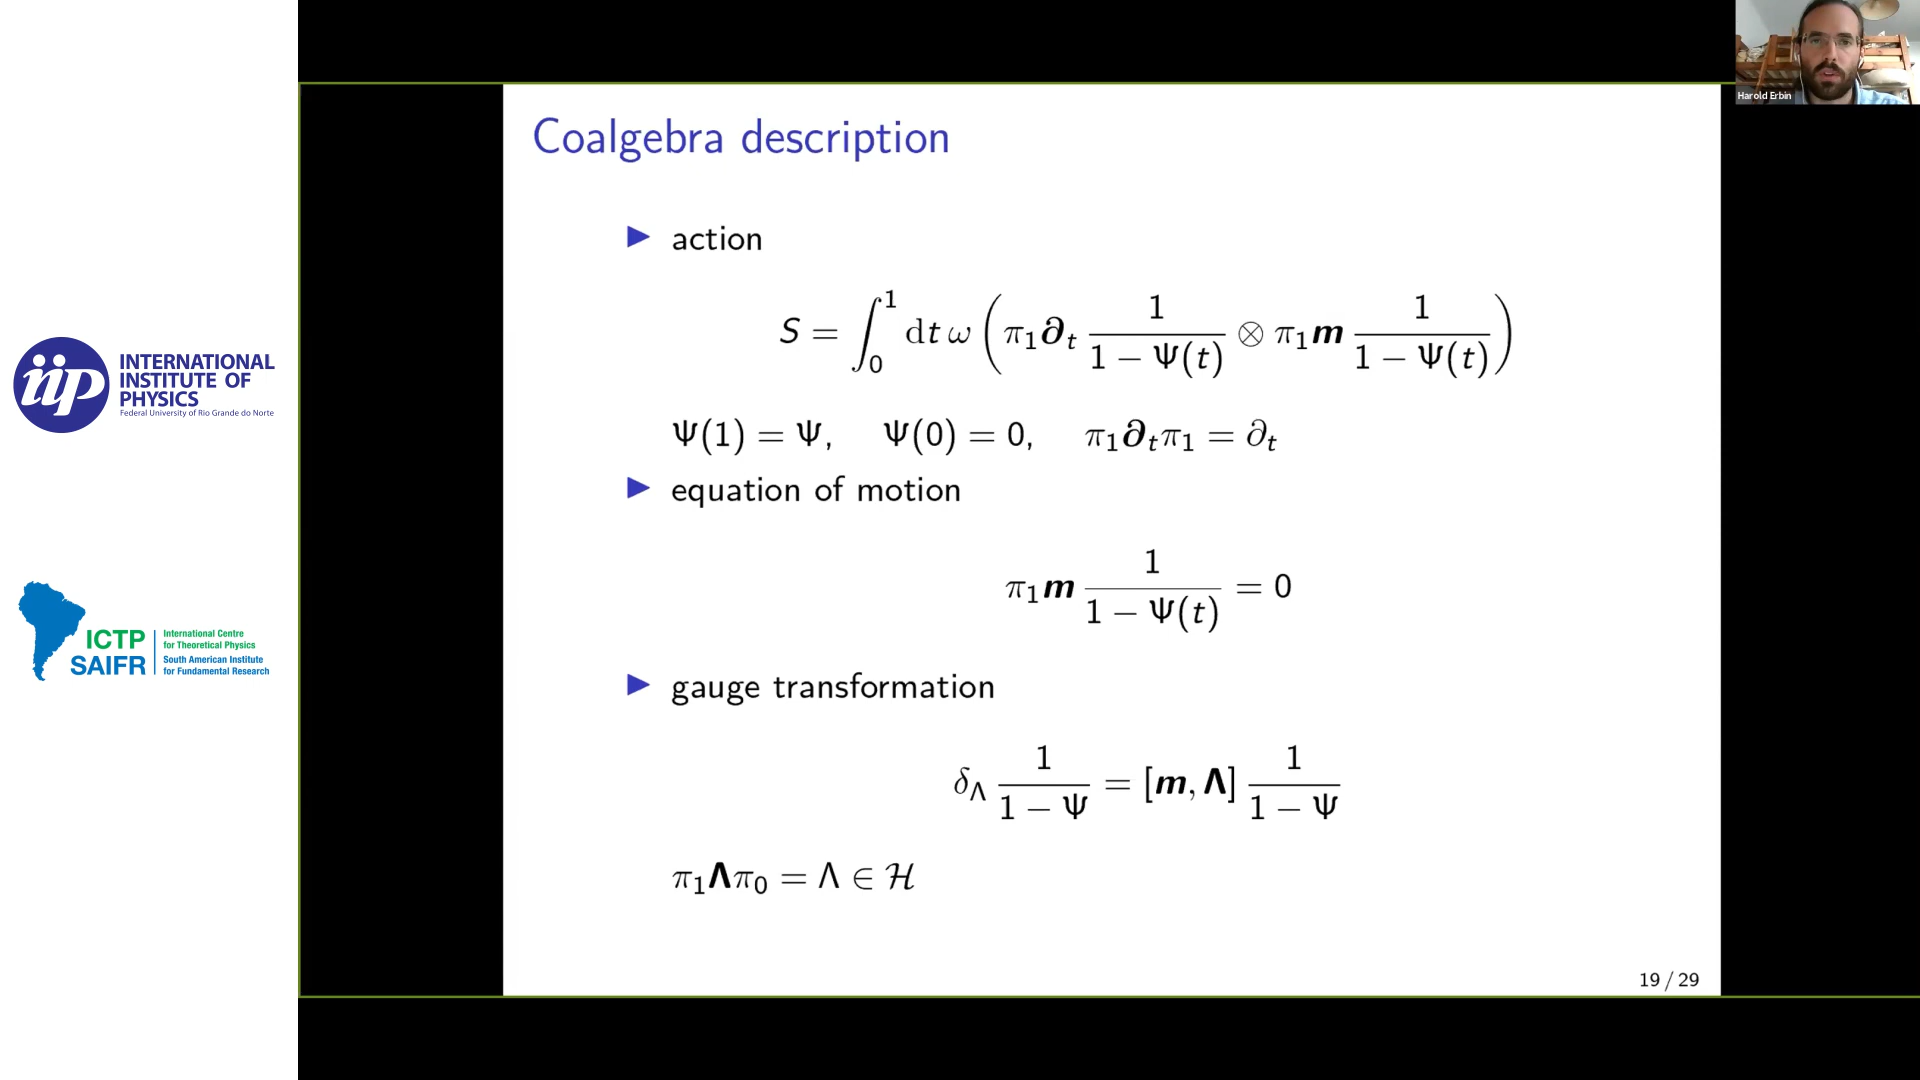 INTERNATIONAL
INSTITUTE OF
PHYSICS
Federal University of Rio Grande do Norte
iip
ICTP
SAIFR
International Centre
for Theoretical Physics
South American Institute
for Fundamental Research
Harold Erbin
Coalgebra description
▶ action
S = ∫₀¹ dt ω ( π₁∂ₜ 1/(1 − Ψ(t)) ⊗ π₁m 1/(1 − Ψ(t)) )
Ψ(1) = Ψ, Ψ(0) = 0, π₁∂ₜπ₁ = ∂ₜ
▶ equation of motion
π₁m 1/(1 − Ψ(t)) = 0
▶ gauge transformation
δ_Λ 1/(1 − Ψ) = [m, Λ] 1/(1 − Ψ)
π₁Λπ₀ = Λ ∈ ℋ
19 / 29